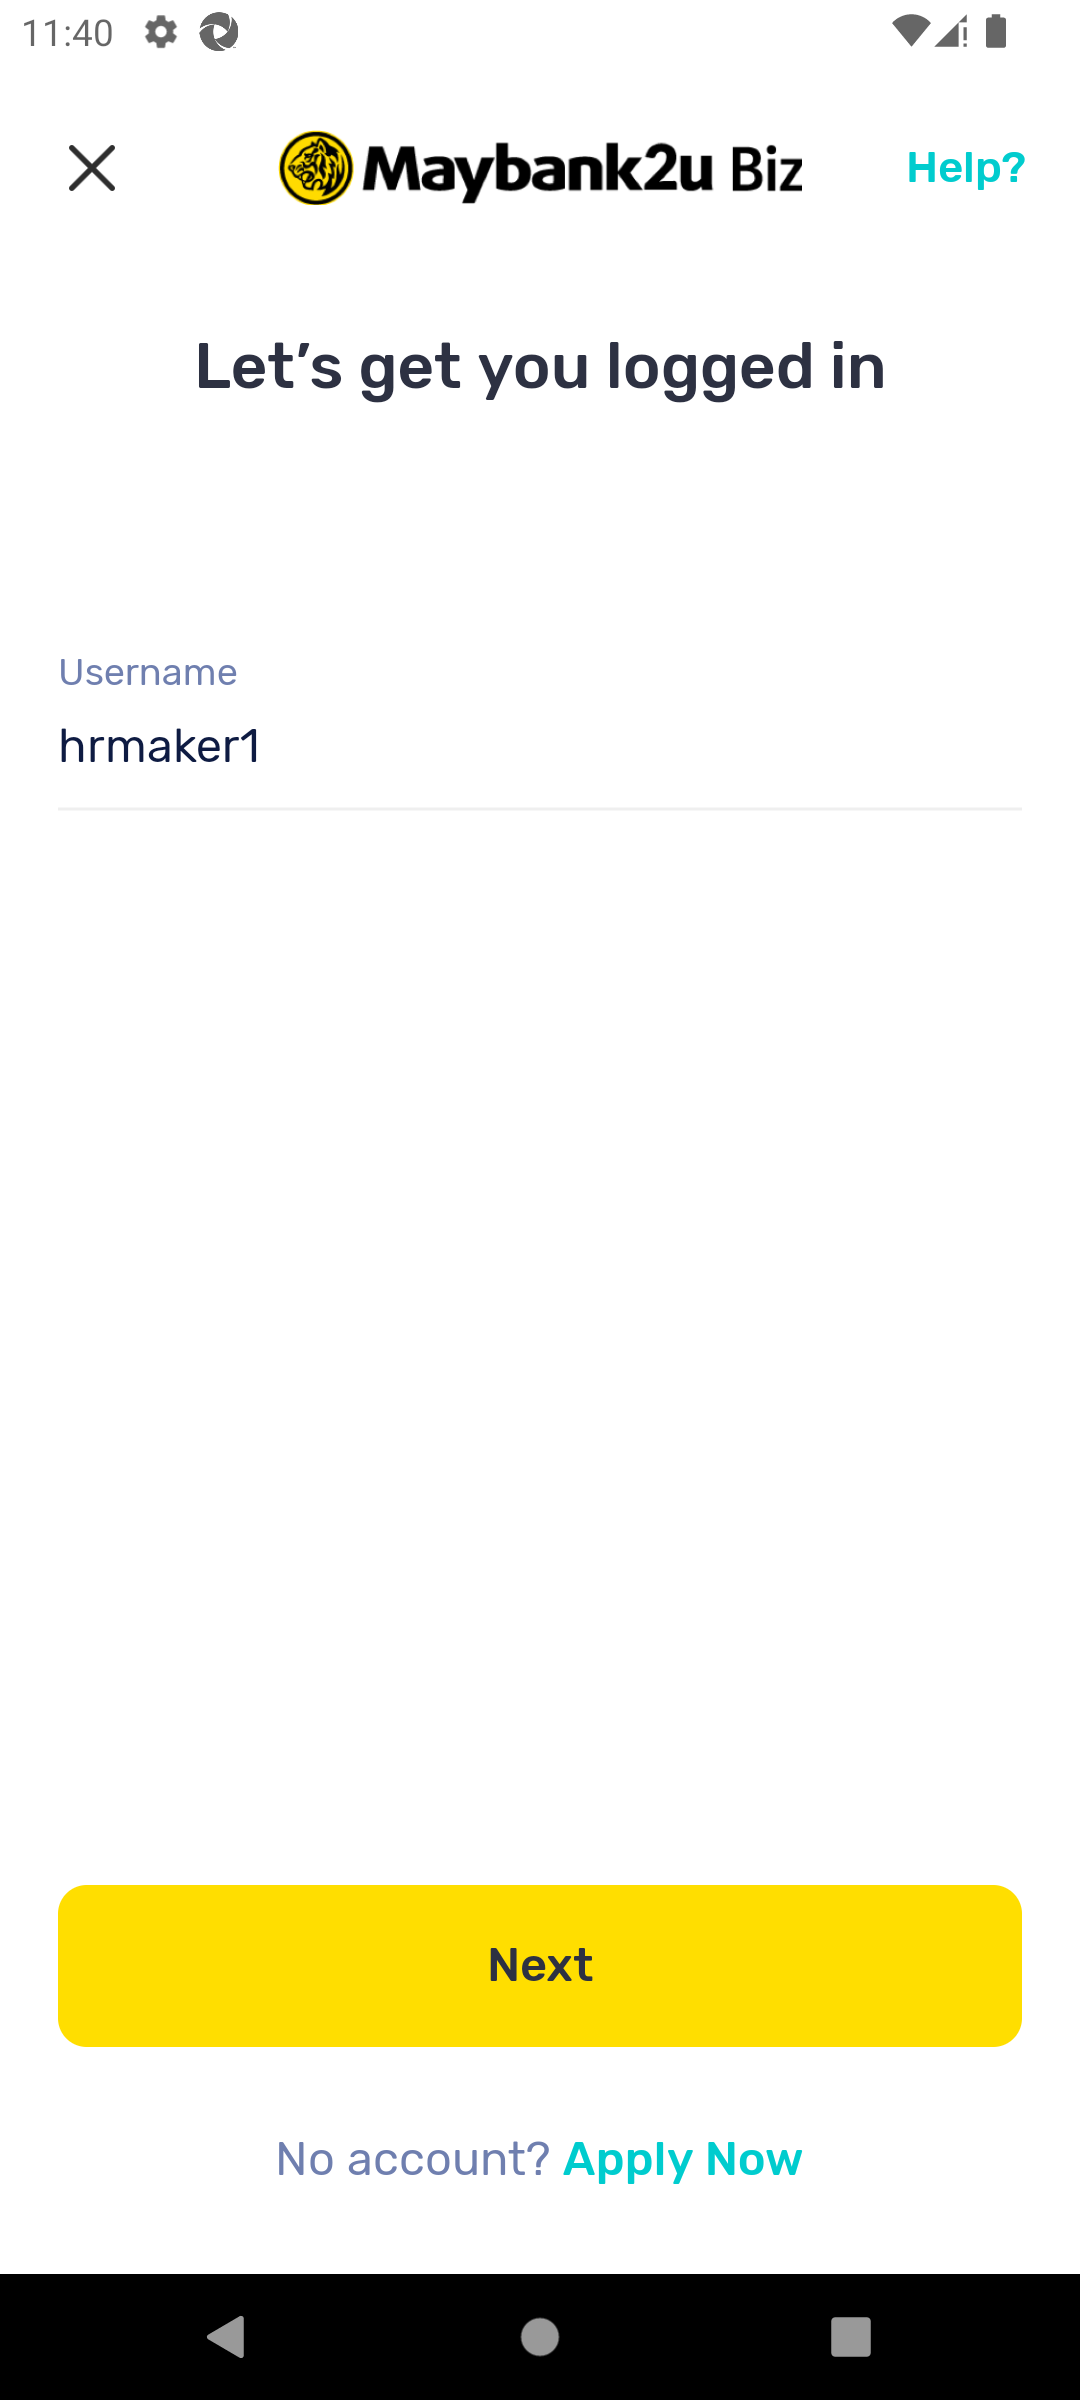 11:40
Maybank2u Biz
Help?
Let’s get you logged in
Username
hrmaker1
Next
No account? Apply Now